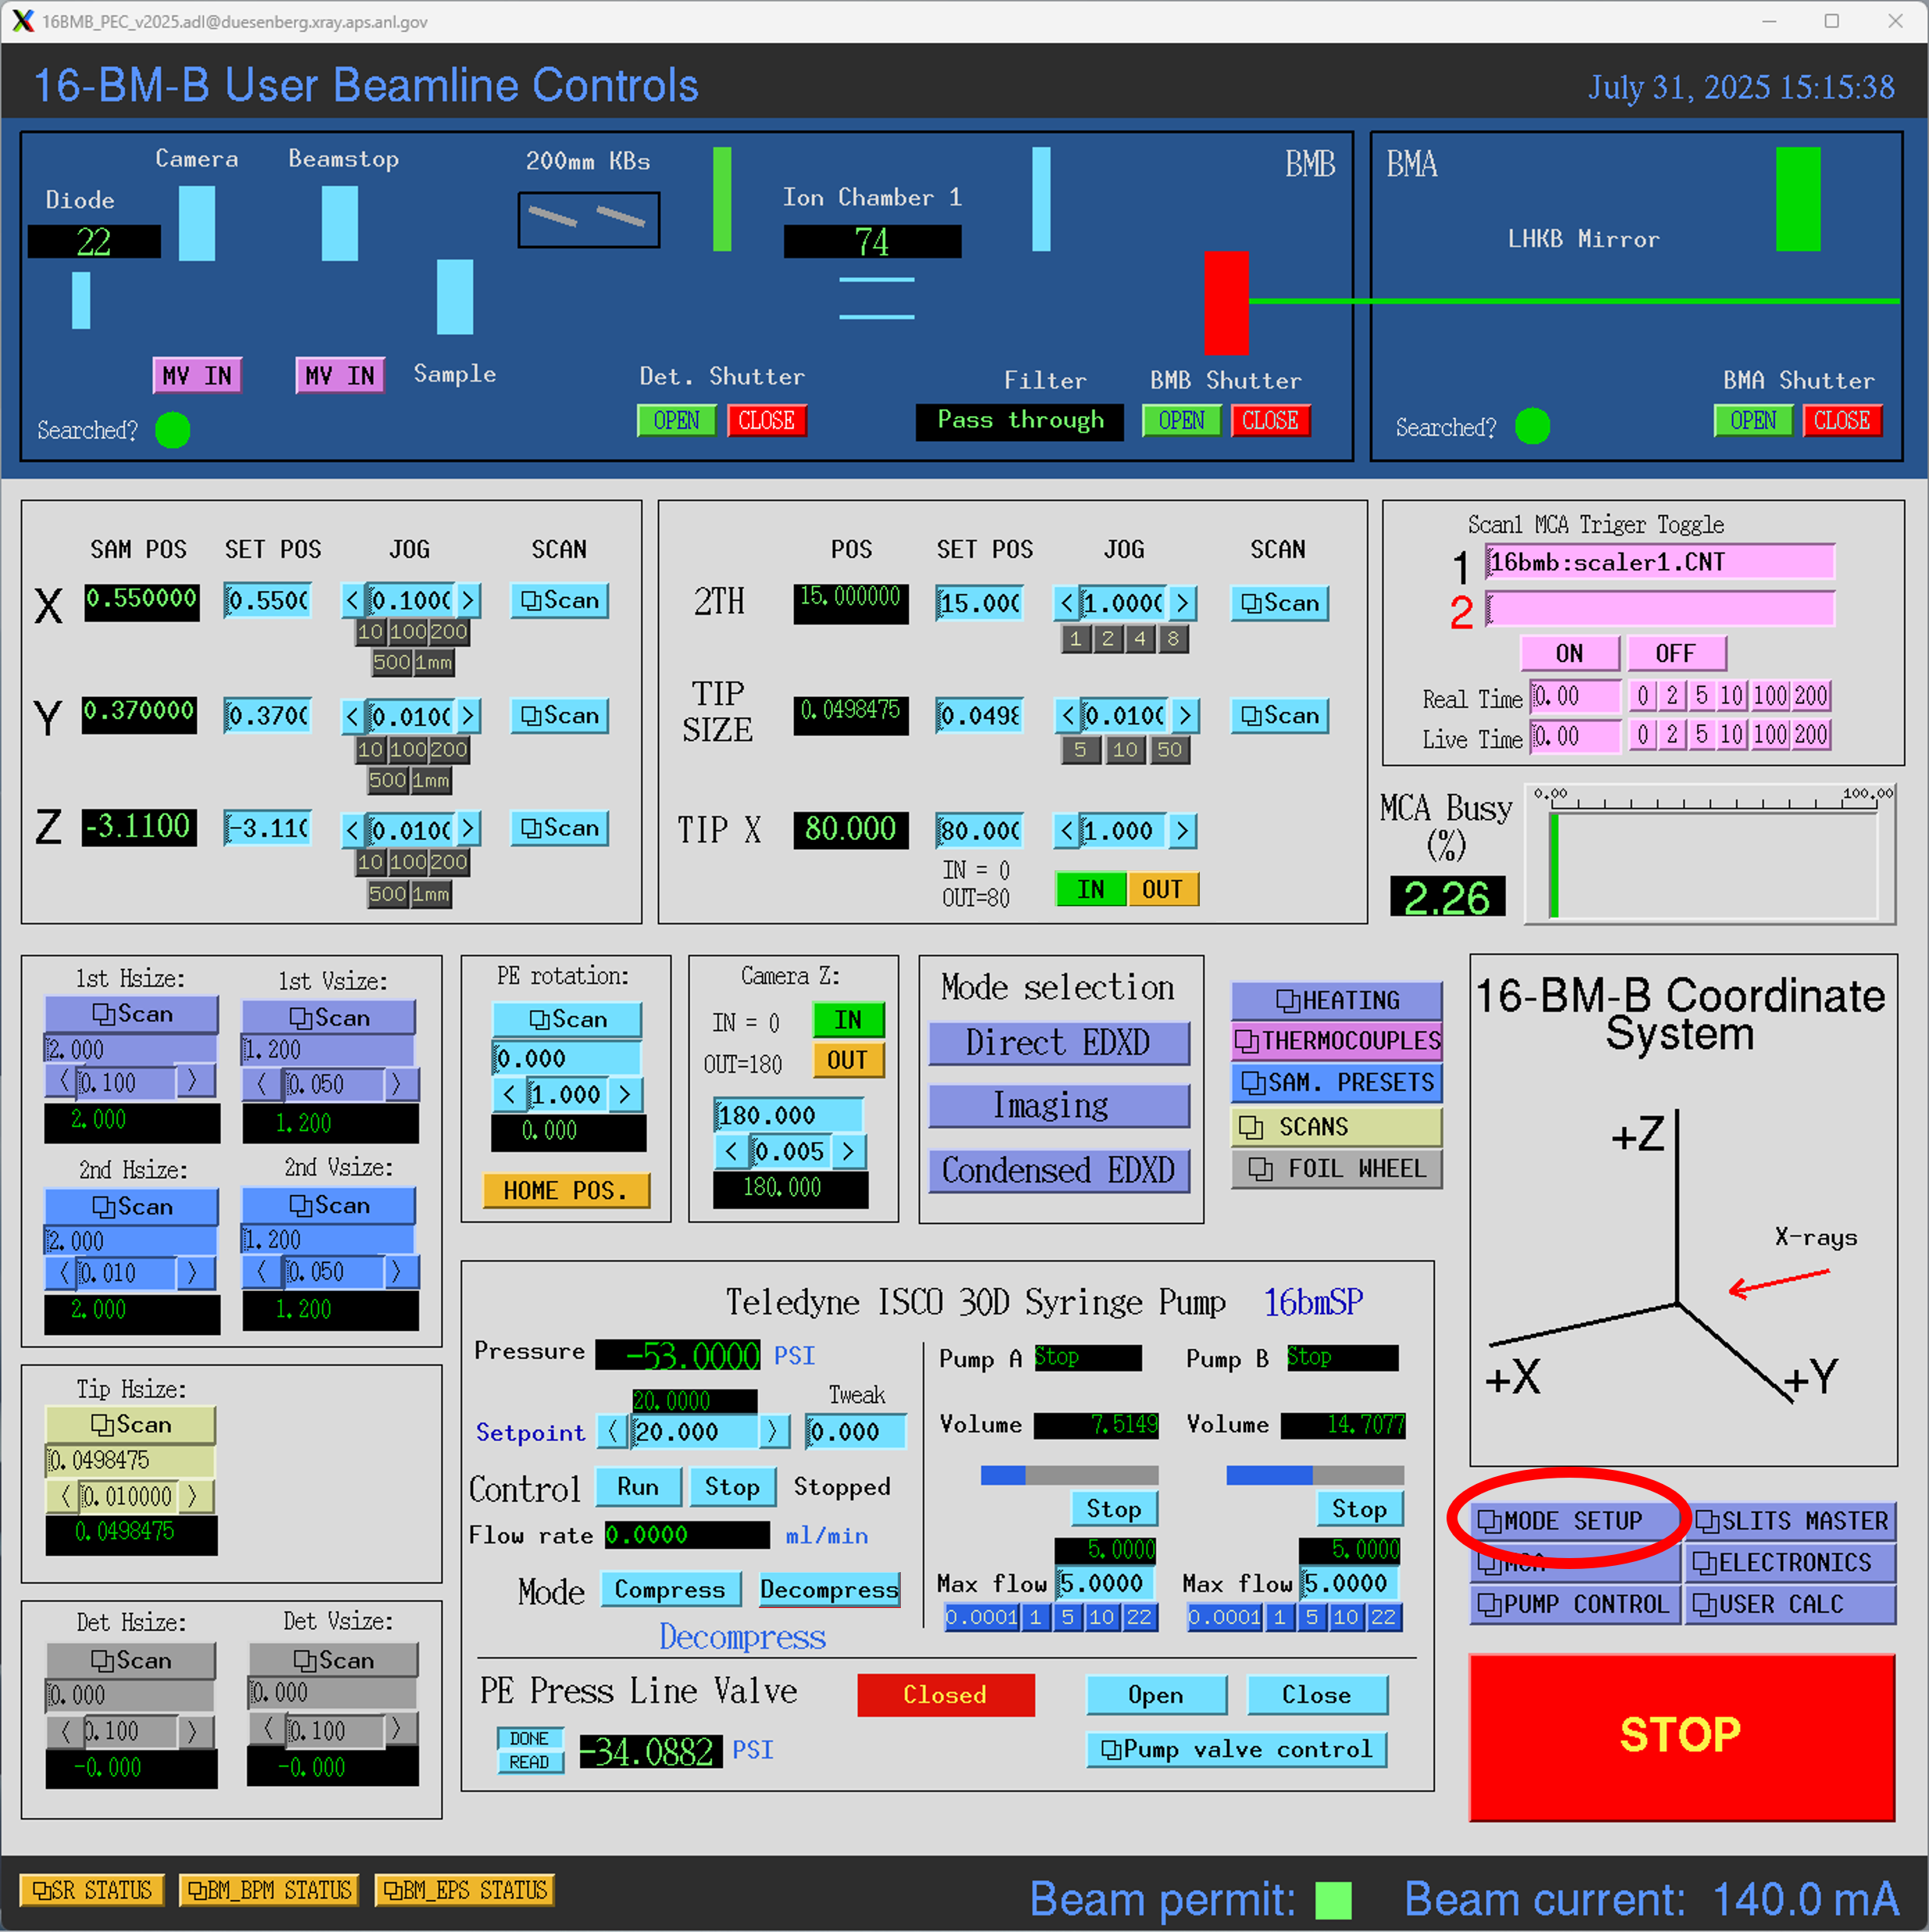 16BMB_PEC_v2025.adl@duesenberg.xray.aps.anl.gov
16-BM-B User Beamline Controls
July 31, 2025 15:15:38
Camera
Beamstop
200mm KBs
BMB
BMA
Diode
22
Ion Chamber 1
74
LHKB Mirror
MV IN
MV IN
Sample
Det. Shutter
OPEN CLOSE
Filter
Pass through
BMB Shutter
OPEN CLOSE
BMA Shutter
OPEN CLOSE
Searched?
Searched?
SAM POS SET POS JOG SCAN
X 0.550000 0.550( < 0.100( > Scan
10 100 200
500 1mm
Y 0.370000 0.370( < 0.010( > Scan
10 100 200
500 1mm
Z -3.1100 -3.11( < 0.010( > Scan
10 100 200
500 1mm
POS SET POS JOG SCAN
2TH 15.000000 15.00( < 1.000( > Scan
1 2 4 8
TIP
SIZE 0.0498475 0.049 < 0.010( > Scan
5 10 50
TIP X 80.000 80.00( < 1.000 >
IN = 0
OUT=80
IN OUT
Scan1 MCA Triger Toggle
1 16bmb:scaler1.CNT
2
ON OFF
Real Time 0.00 0 2 5 10 100 200
Live Time 0.00 0 2 5 10 100 200
MCA Busy
(%)
2.26
0.00 100.00
1st Hsize:
Scan
2.000
< 0.100 >
2.000
1st Vsize:
Scan
1.200
< 0.050 >
1.200
2nd Hsize:
Scan
2.000
< 0.010 >
2.000
2nd Vsize:
Scan
1.200
< 0.050 >
1.200
PE rotation:
Scan
0.000
< 1.000 >
0.000
HOME POS.
Camera Z:
IN = 0 IN
OUT=180 OUT
180.000
< 0.005 >
180.000
Mode selection
Direct EDXD
Imaging
Condensed EDXD
HEATING
THERMOCOUPLES
SAM. PRESETS
SCANS
FOIL WHEEL
16-BM-B Coordinate
System
+Z
X-rays
+X
+Y
Tip Hsize:
Scan
0.0498475
< 0.010000 >
0.0498475
Det Hsize:
Scan
0.000
< 0.100 >
-0.000
Det Vsize:
Scan
0.000
< 0.100 >
-0.000
Teledyne ISCO 30D Syringe Pump 16bmSP
Pressure -53.0000 PSI
20.0000 Tweak
Setpoint < 20.000 > 0.000
Control Run Stop Stopped
Flow rate 0.0000 ml/min
Mode Compress Decompress
Decompress
Pump A Stop
Volume 7.5149
Stop
5.0000
Max flow 5.0000
0.0001 1 5 10 22
Pump B Stop
Volume 14.7077
Stop
5.0000
Max flow 5.0000
0.0001 1 5 10 22
PE Press Line Valve Closed Open Close
DONE
READ
-34.0882 PSI
Pump valve control
MODE SETUP SLITS MASTER
MCA ELECTRONICS
PUMP CONTROL USER CALC
STOP
SR STATUS BM_BPM STATUS BM_EPS STATUS
Beam permit:
Beam current: 140.0 mA